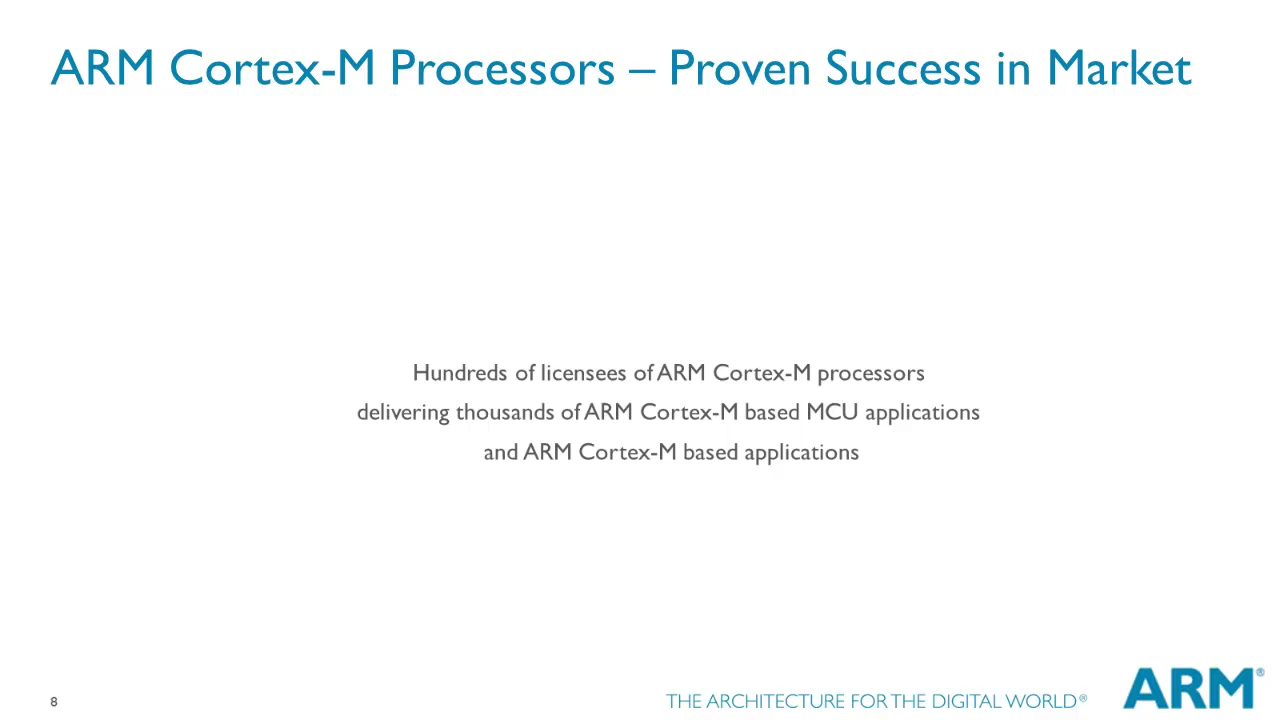 ARM Cortex-M Processors – Proven Success in Market
Hundreds of licensees of ARM Cortex-M processors
delivering thousands of ARM Cortex-M based MCU applications
and ARM Cortex-M based applications
8
THE ARCHITECTURE FOR THE DIGITAL WORLD®
ARM®